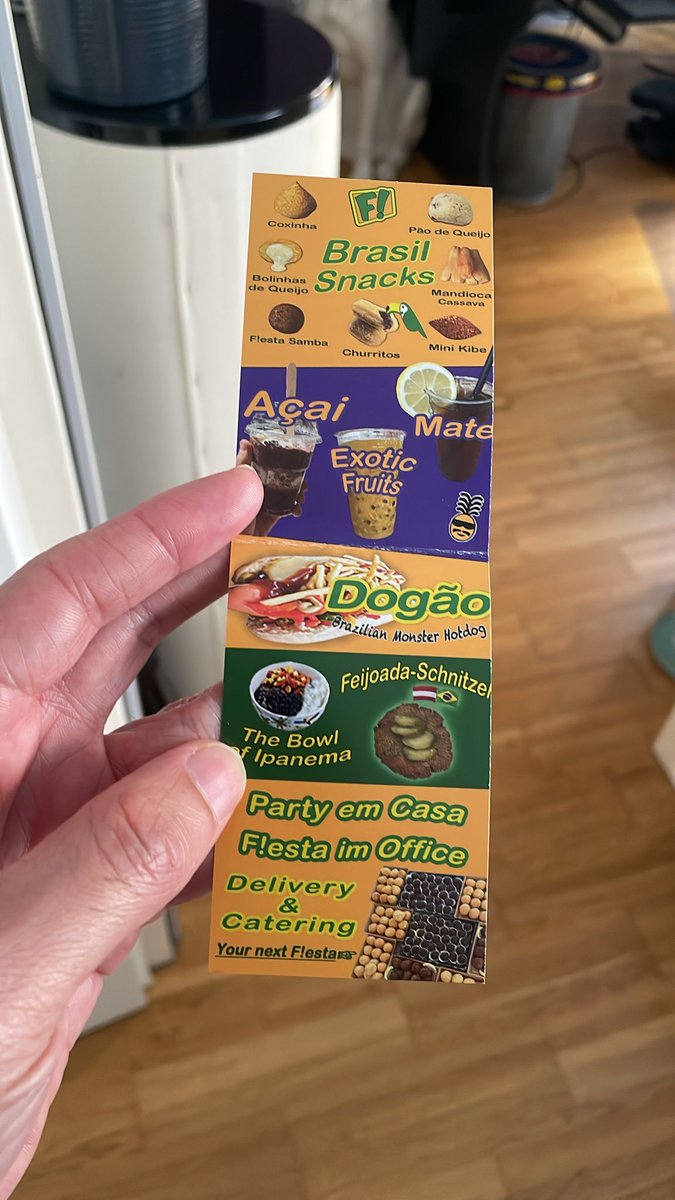 F!
Coxinha
Pão de Queijo
Brasil
Snacks
Bolinhas
de Queijo
Mandioca
Cassava
F!esta Samba
Churritos
Mini Kibe
Açai
Mate
Exotic
Fruits
Dogão
Brazilian Monster Hotdog
Feijoada-Schnitzel
The Bowl
of Ipanema
Party em Casa
F!esta im Office
Delivery
&
Catering
Your next F!esta